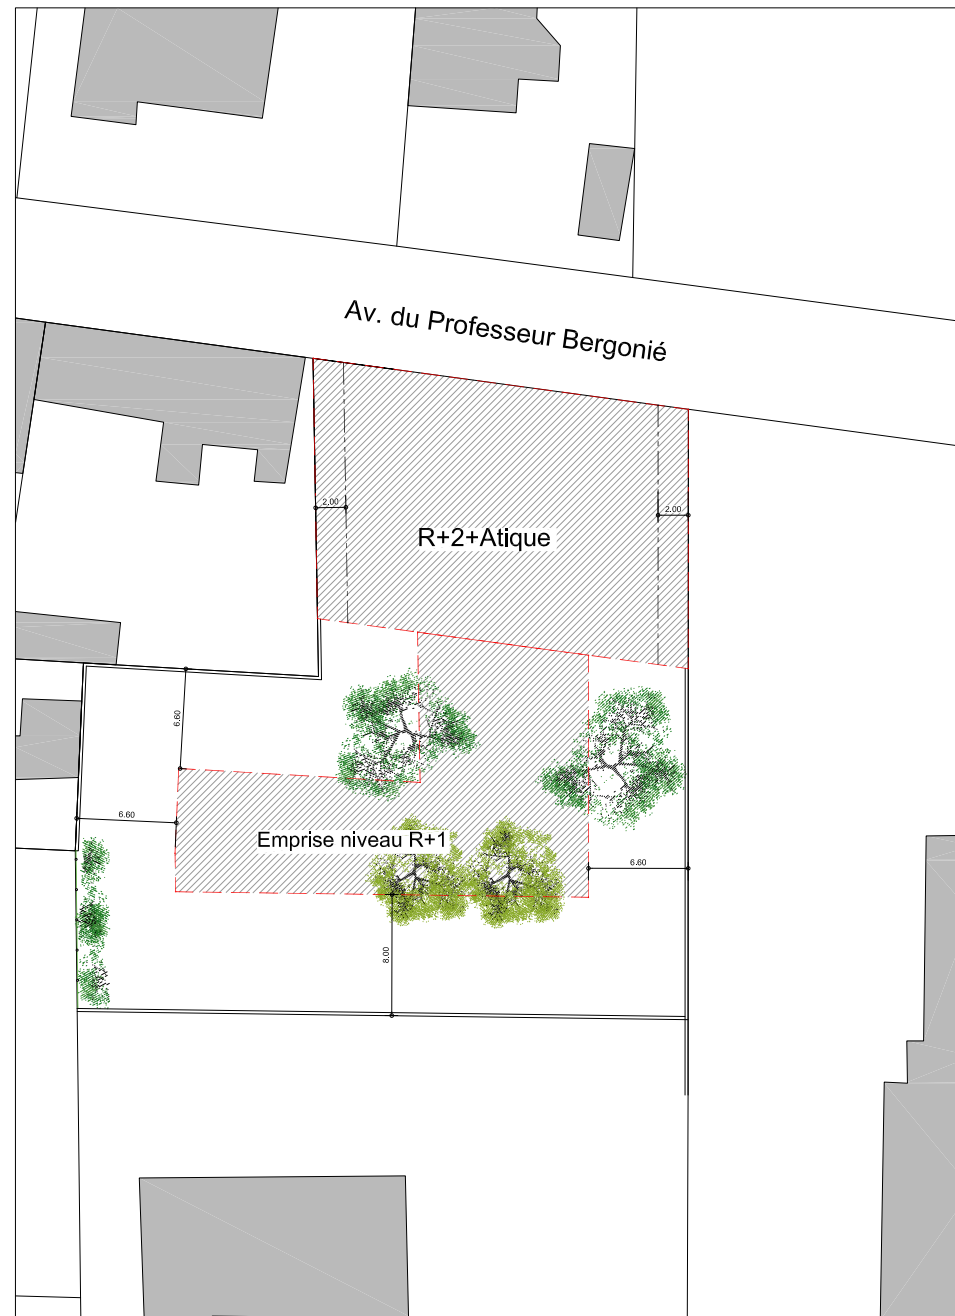 Av. du Professeur Bergonié
2.00
2.00
R+2+Atique
6.60
6.60
Emprise niveau R+1
6.60
8.00